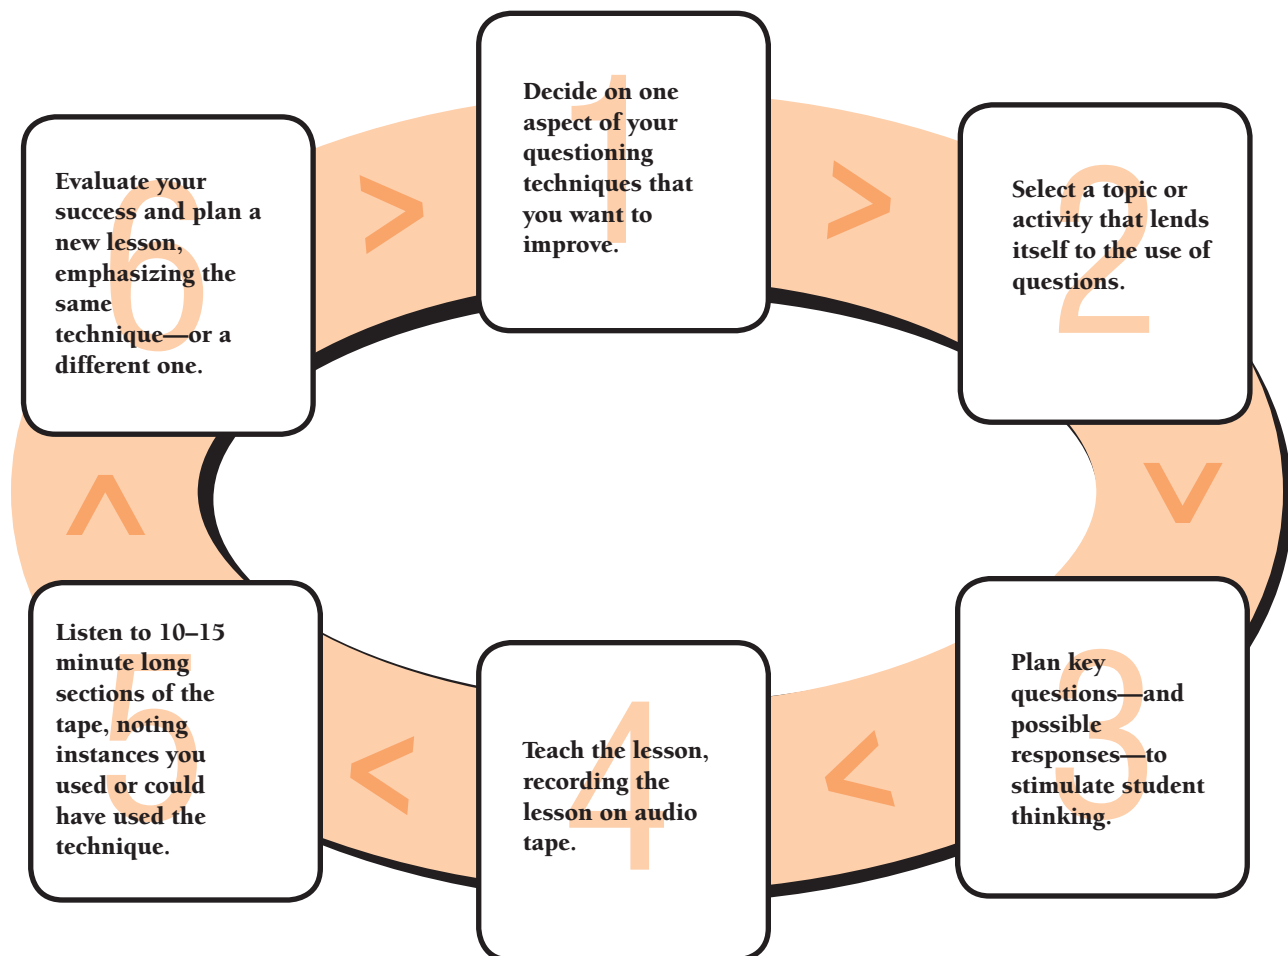 1
Decide on one
aspect of your
questioning
techniques that
you want to
improve.
2
Select a topic or
activity that lends
itself to the use of
questions.
3
Plan key
questions—and
possible
responses—to
stimulate student
thinking.
4
Teach the lesson,
recording the
lesson on audio
tape.
5
Listen to 10–15
minute long
sections of the
tape, noting
instances you
used or could
have used the
technique.
6
Evaluate your
success and plan a
new lesson,
emphasizing the
same
technique—or a
different one.